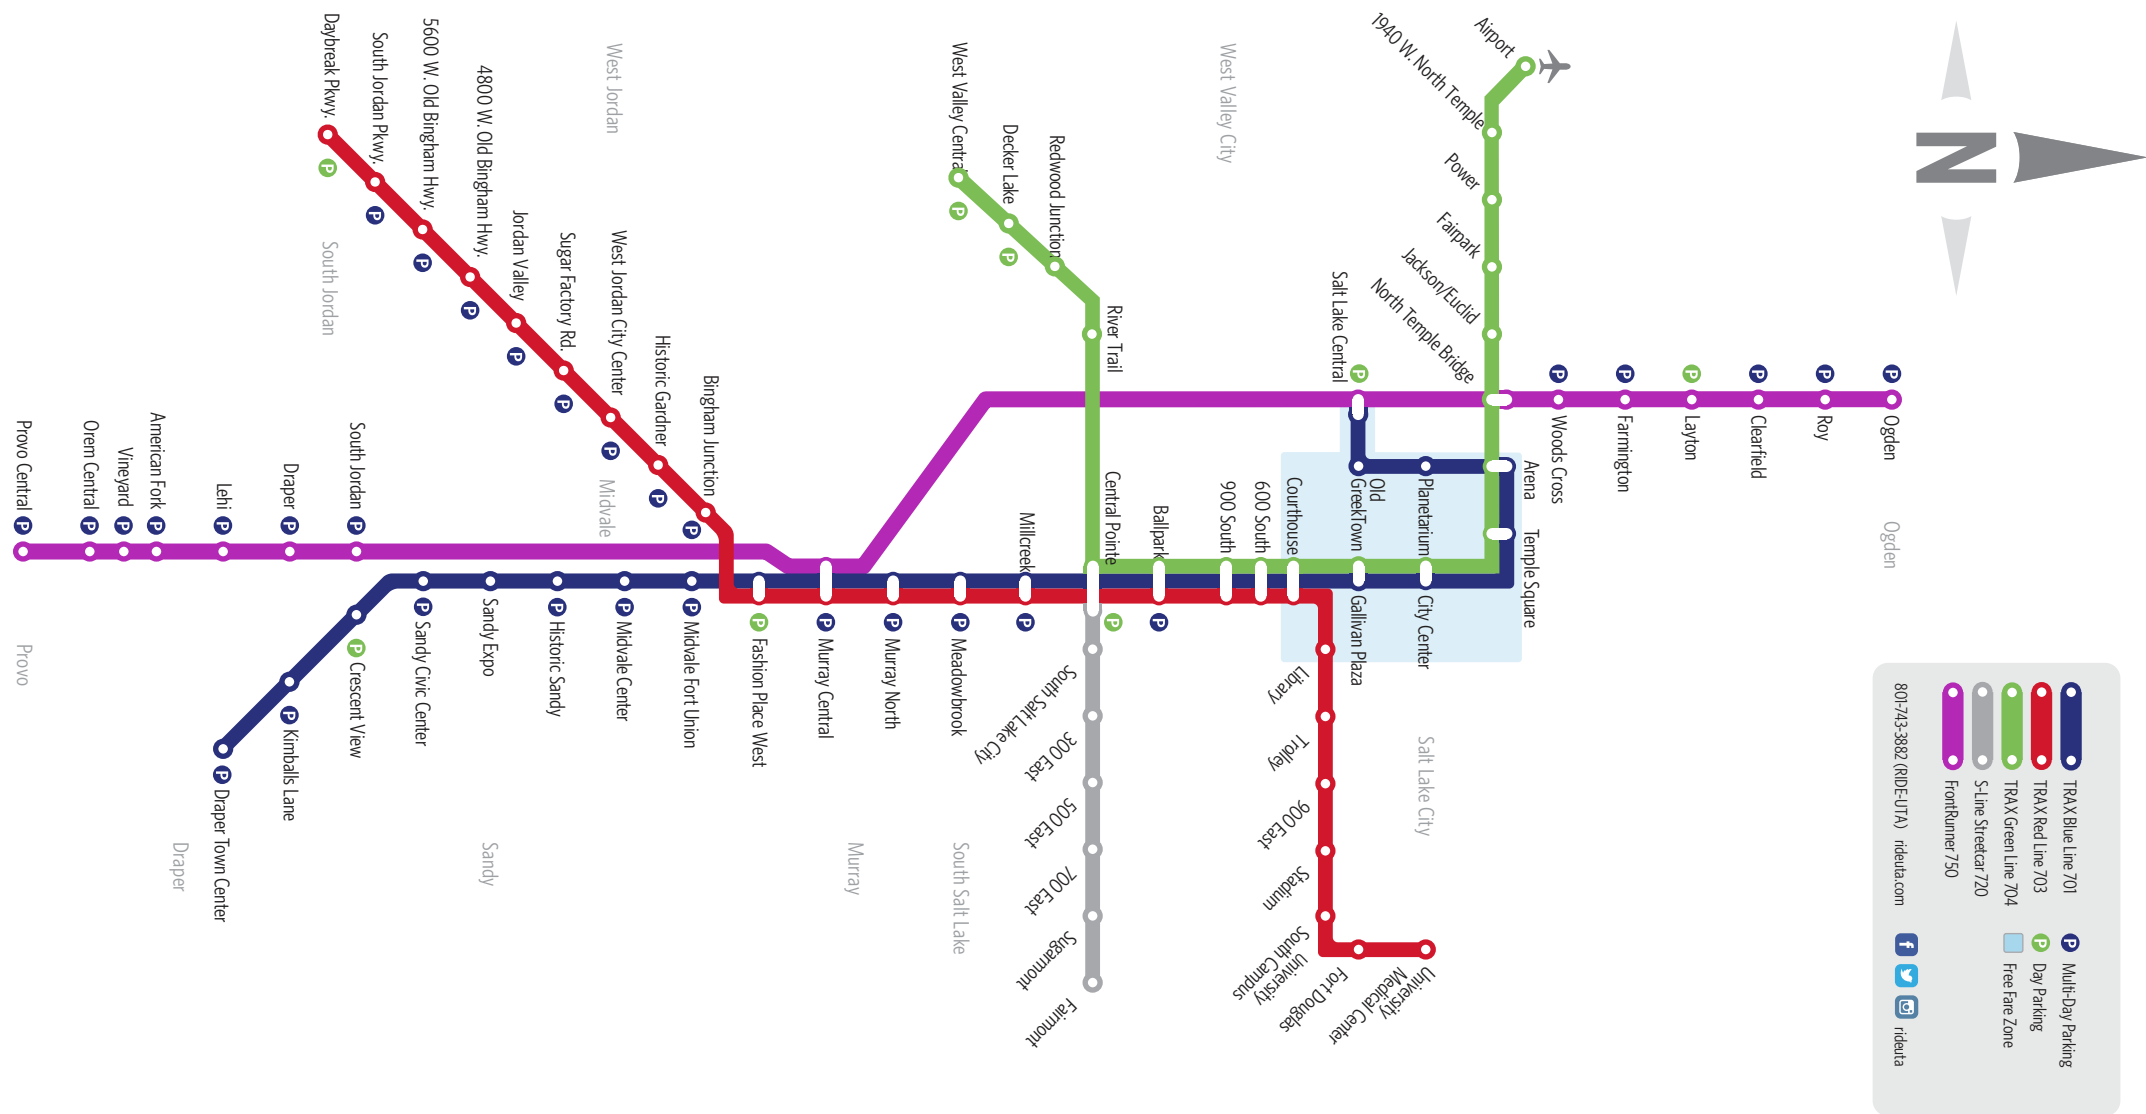 Airport
1940 W. North Temple
Power
Fairpark
Jackson/Euclid
North Temple Bridge
Arena
Temple Square
City Center
Gallivan Plaza
Planetarium
Old
GreekTown
Salt Lake Central
Courthouse
600 South
900 South
Ballpark
Central Pointe
River Trail
Redwood Junction
Decker Lake
West Valley Central
Ogden
Roy
Clearfield
Layton
Farmington
Woods Cross
Library
Trolley
900 East
Stadium
University
South Campus
Fort Douglas
University
Medical Center
South Salt Lake City
300 East
500 East
700 East
Sugarmont
Fairmont
Millcreek
Meadowbrook
Murray North
Murray Central
Fashion Place West
Bingham Junction
Historic Gardner
West Jordan City Center
Sugar Factory Rd.
Jordan Valley
4800 W. Old Bingham Hwy.
5600 W. Old Bingham Hwy.
South Jordan Pkwy.
Daybreak Pkwy.
Midvale Fort Union
Midvale Center
Historic Sandy
Sandy Expo
Sandy Civic Center
Crescent View
Kimballs Lane
Draper Town Center
South Jordan
Draper
Lehi
American Fork
Vineyard
Orem Central
Provo Central
Ogden
Salt Lake City
West Valley City
South Salt Lake
Murray
West Jordan
Midvale
Sandy
South Jordan
Draper
Provo
N
TRAX Blue Line 701
TRAX Red Line 703
TRAX Green Line 704
S-Line Streetcar 720
FrontRunner 750
P Multi-Day Parking
P Day Parking
Free Fare Zone
801-743-3882 (RIDE-UTA) rideuta.com
rideuta